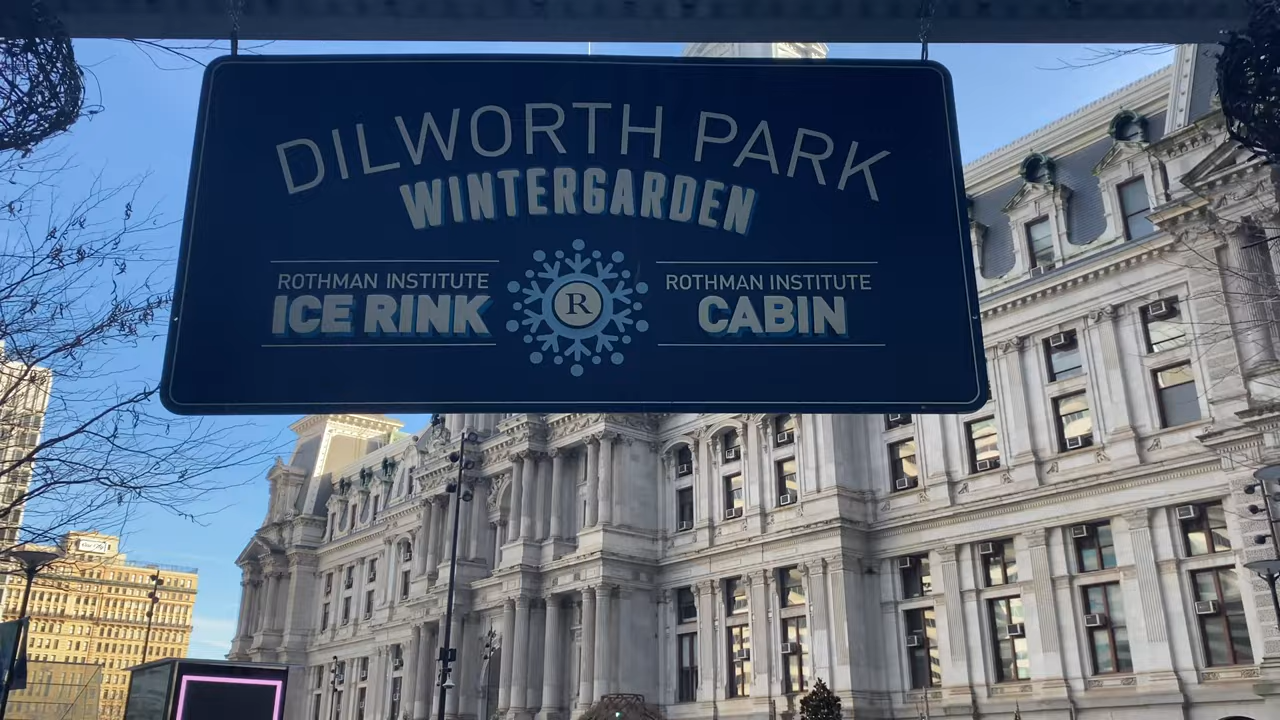 DILWORTH PARK
WINTERGARDEN
ROTHMAN INSTITUTE
ICE RINK
R
ROTHMAN INSTITUTE
CABIN